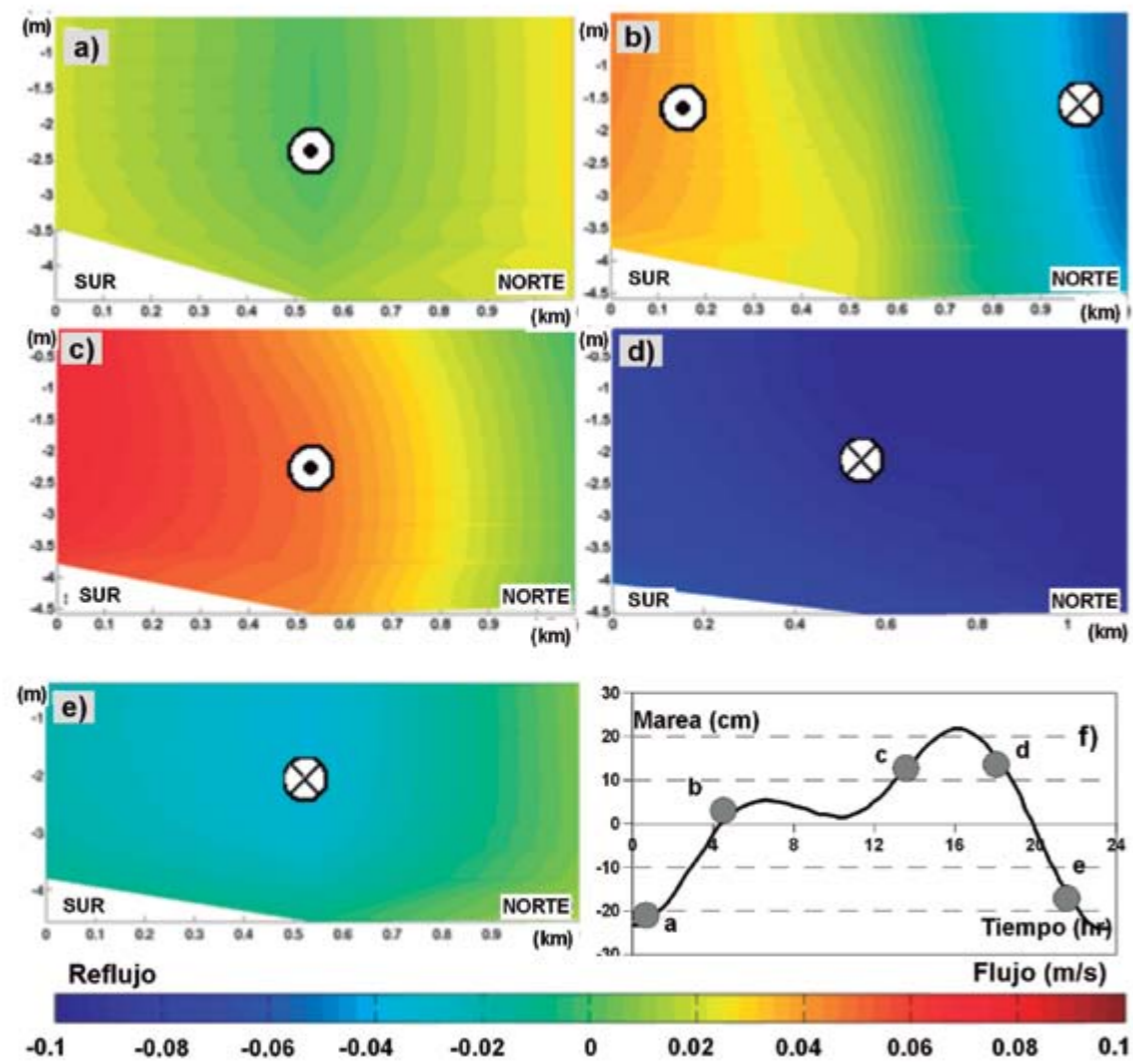 (m)
a)
-1
-1.5
-2
-2.5
-3
-3.5
-4
SUR
NORTE
0 0.1 0.2 0.3 0.4 0.5 0.6 0.7 0.8 0.9
(km)
(m)
b)
-1
-1.5
-2
-2.5
-3
-3.5
-4
-4.5
SUR
NORTE
0 0.1 0.2 0.3 0.4 0.5 0.6 0.7 0.8 0.9
(km)
(m)
c)
-0.5
-1
-1.5
-2
-2.5
-3
-3.5
-4.5
SUR
NORTE
0 0.1 0.2 0.3 0.4 0.5 0.6 0.7 0.8 0.9
(km)
(m)
d)
-0.5
-1
-1.5
-2
-2.5
-3
-3.5
-4
-4.5
SUR
NORTE
0 0.2 0.4 0.6 0.8 1
(km)
(m)
e)
-1
-2
-3
-4
SUR
NORTE
0 0.1 0.2 0.3 0.4 0.5 0.6 0.7 0.8 0.9
(km)
30
Marea (cm)
f)
20
c
d
10
b
0
0 4 8 12 16 20 24
-10
e
-20
a
Tiempo (hr)
-30
Reflujo
Flujo (m/s)
-0.1 -0.08 -0.06 -0.04 -0.02 0 0.02 0.04 0.06 0.08 0.1